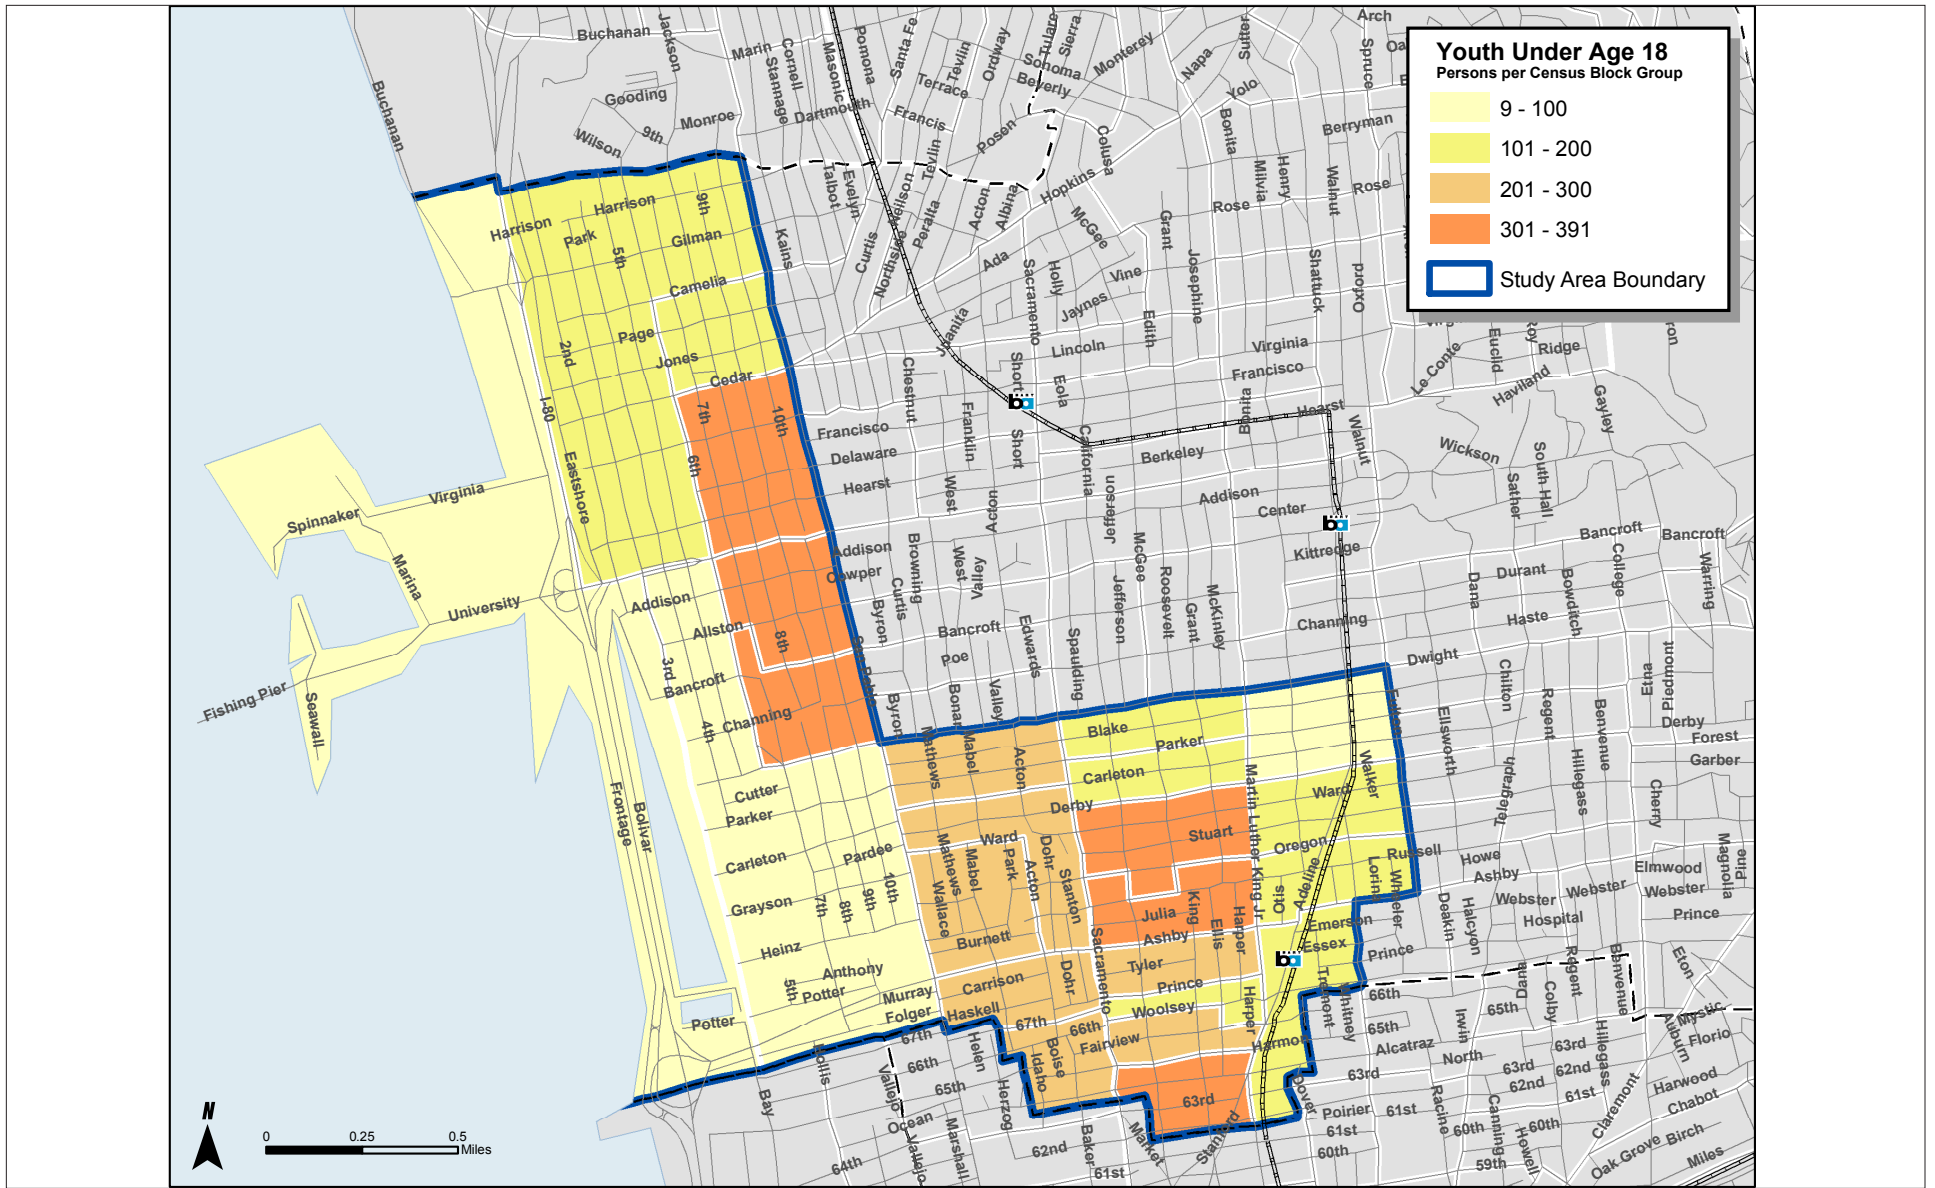 Youth Under Age 18
Persons per Census Block Group
9 - 100
101 - 200
201 - 300
301 - 391
Study Area Boundary
Buchanan
Jackson
Marin
Cornell
Stannage
Masonic
Pomona
Santa Fe
Tevlin
Ordway
Tulare
Sierra
Sonoma
Monterey
Napa
Sutter
Arch
Spruce
Buchanan
Gooding
Monroe
Dartmouth
Terrace
Beverly
Yolo
Wilson
9th
Francis
Posen
Colusa
Bonita
Berryman
Talbot
Evelyn
Neilson
Tevlin
Peralta
Acton
Albina
Hopkins
Milvia
Henry
Walnut
Rose
Harrison
Harrison
9th
Park
5th
Gilman
Kains
Curtis
Northside
Ada
McGee
Grant
Rose
Camelia
Sacramento
Holly
Vine
Jaynes
Josephine
Shattuck
Oxford
Page
2nd
Jones
Cedar
Juanita
Lincoln
Edith
Virginia
Francisco
Le Conte
Euclid
Roy
Ridge
Haviland
Gayley
I-80
7th
10th
Chestnut
Short
Eola
Bonita
Hearst
Walnut
Francisco
Franklin
Short
California
Delaware
6th
Berkeley
Wickson
South Hall
Sather
Eastshore
Hearst
West
Acton
Jefferson
Addison
Center
Virginia
Spinnaker
Marina
University
Addison
Cowper
Browning
West
Valley
McGee
Kittredge
Bancroft
Bancroft
College
Warring
Addison
Allston
8th
Byron
Curtis
Bancroft
Edwards
Jefferson
Roosevelt
Grant
McKinley
Channing
Dana
Durant
Bowditch
Haste
3rd
Bancroft
Poe
Spaulding
Dwight
Chilton
Etna
Piedmont
Fishing Pier
Seawall
4th
Channing
Byron
Bonar
Valley
Blake
Parker
Ellsworth
Regent
Benvenue
Derby
Forest
Garber
Mathews
Mabel
Acton
Carleton
Walker
Telegraph
Hillegass
Cherry
Frontage
Bolivar
Cutter
Parker
Derby
Martin Luther King Jr
Ward
Carleton
Pardee
Ward
Stuart
Oregon
Russell
Howe
Ashby
Elmwood
Magnolia
Pine
Mathews
Mabel
Park
Acton
Dohr
Stanton
Otis
Adeline
Lorina
Wheeler
Webster
Webster
Webster
Grayson
7th
8th
9th
10th
Wallace
Julia
King
Ellis
Harper
Emerson
Deakin
Halcyon
Hospital
Prince
Heinz
Burnett
Sacramento
Ashby
Essex
Prince
Regent
Benvenue
Eton
Anthony
5th
Potter
Murray
Carrison
Dohr
Tyler
Prince
Tremont
Whitney
66th
Dana
Colby
Mystic
Folger
Haskell
67th
66th
Woolsey
Harper
65th
Irwin
65th
Hillegass
Auburn
Florio
Potter
67th
Helen
Boise
Idaho
Fairview
Harmon
Alcatraz
North
63rd
Hollis
66th
65th
Vallejo
Herzog
63rd
63rd
63rd
62nd
62nd
61st
Claremont
Harwood
Chabot
Bay
Ocean
Marshall
Dover
Poirier
61st
61st
Racine
Canning
60th
60th
Howell
Birch
Vallejo
64th
62nd
Baker
61st
Market
Stanford
60th
59th
Oak Grove
Miles
N
0 0.25 0.5
Miles